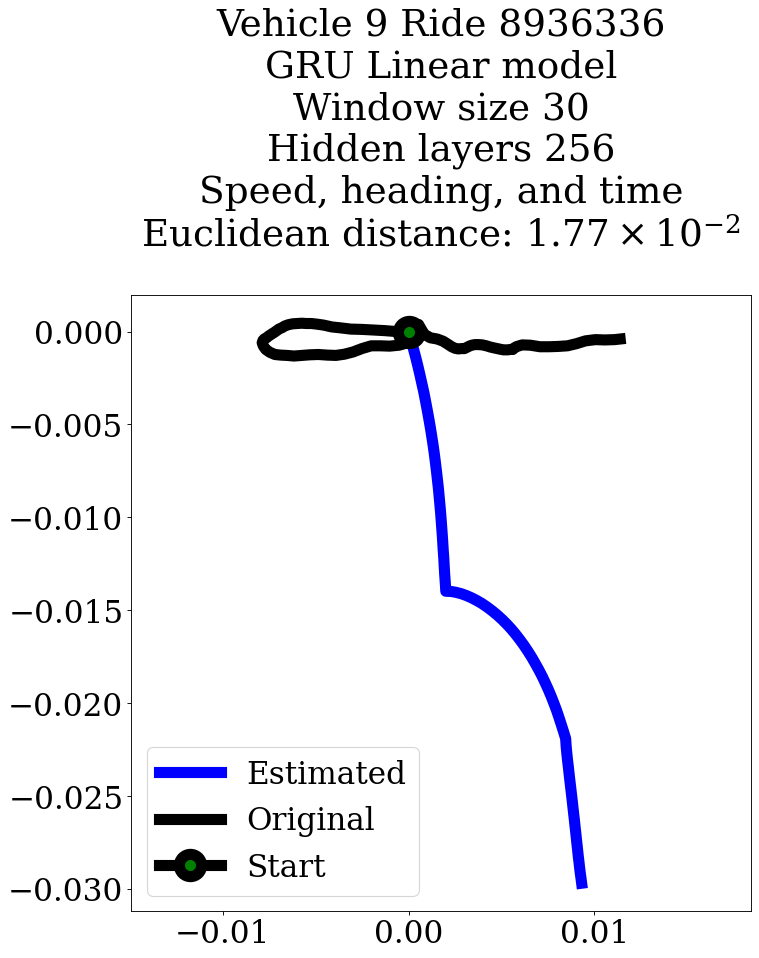 Vehicle 9 Ride 8936336
GRU Linear model
Window size 30
Hidden layers 256
Speed, heading, and time
Euclidean distance: 1.77 × 10⁻²
0.000
−0.005
−0.010
−0.015
−0.020
−0.025
−0.030
Estimated
Original
Start
−0.01
0.00
0.01